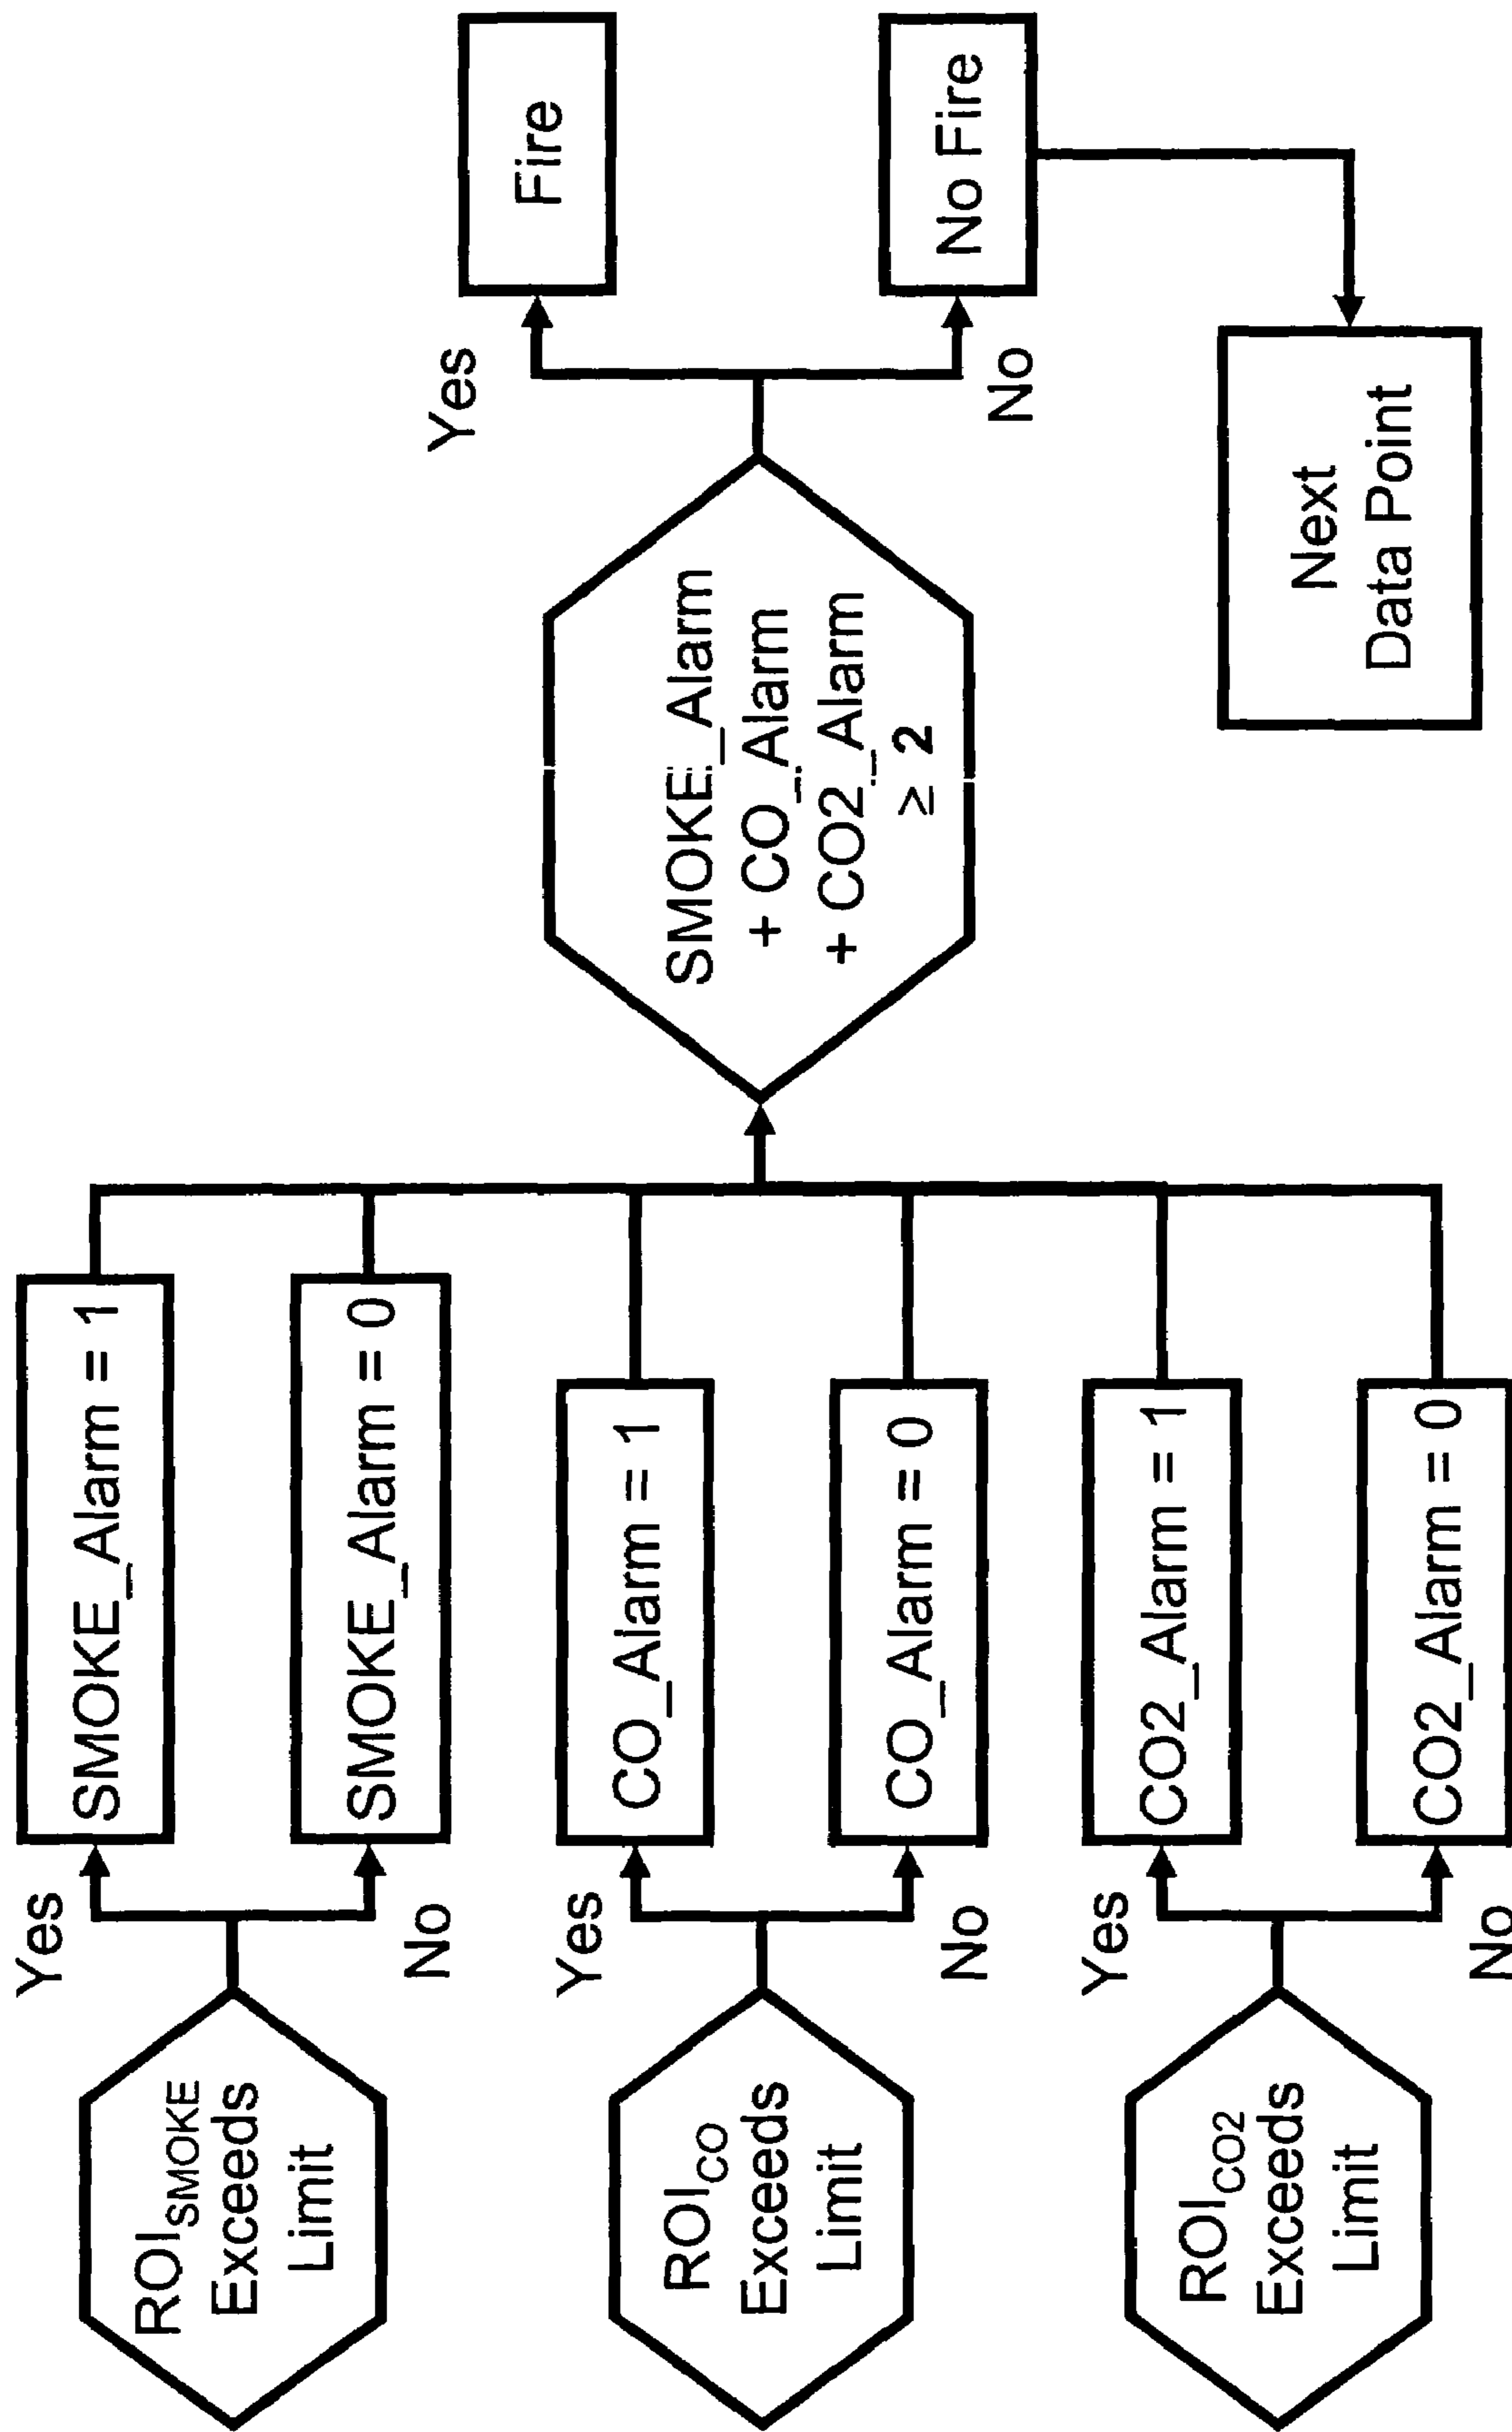 ROI_SMOKE
Exceeds
Limit
Yes
No
SMOKE_Alarm = 1
SMOKE_Alarm = 0
ROI_CO
Exceeds
Limit
Yes
No
CO_Alarm = 1
CO_Alarm = 0
ROI_CO2
Exceeds
Limit
Yes
No
CO2_Alarm = 1
CO2_Alarm = 0
SMOKE_Alarm
+ CO_Alarm
+ CO2_Alarm
≥ 2
Yes
No
Fire
No Fire
Next
Data Point